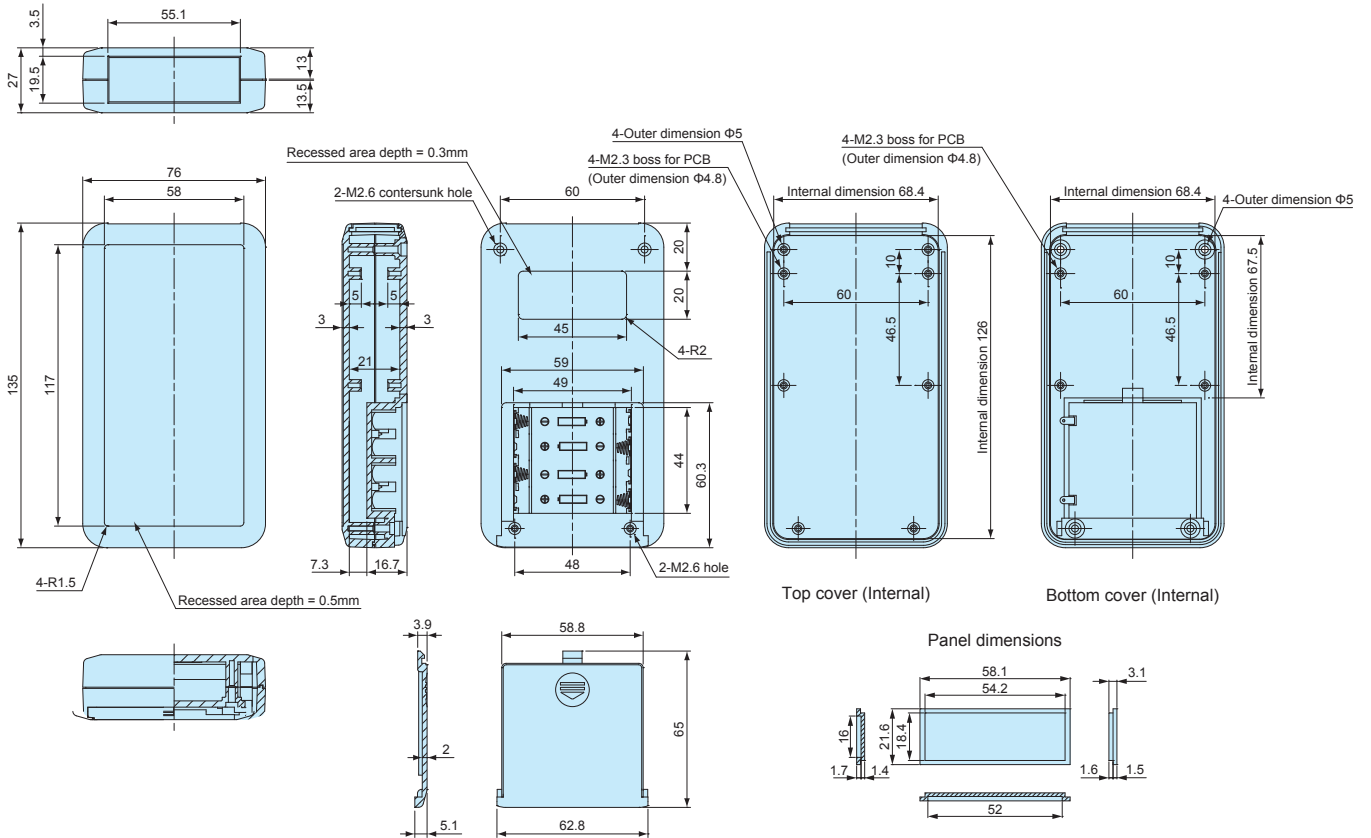 55.1
3.5
27
19.5
13
13.5
76
58
135
117
4-R1.5
Recessed area depth = 0.5mm
5
5
3
3
21
7.3
16.7
Recessed area depth = 0.3mm
2-M2.6 contersunk hole
60
20
20
45
4-R2
59
49
44
60.3
48
2-M2.6 hole
4-Outer dimension Φ5
4-M2.3 boss for PCB
(Outer dimension Φ4.8)
Internal dimension 68.4
10
60
46.5
Internal dimension 126
Top cover (Internal)
4-M2.3 boss for PCB
(Outer dimension Φ4.8)
Internal dimension 68.4
4-Outer dimension Φ5
10
60
46.5
Internal dimension 67.5
Bottom cover (Internal)
3.9
2
5.1
58.8
65
62.8
Panel dimensions
58.1
54.2
3.1
16
21.6
18.4
1.7
1.4
1.6
1.5
52